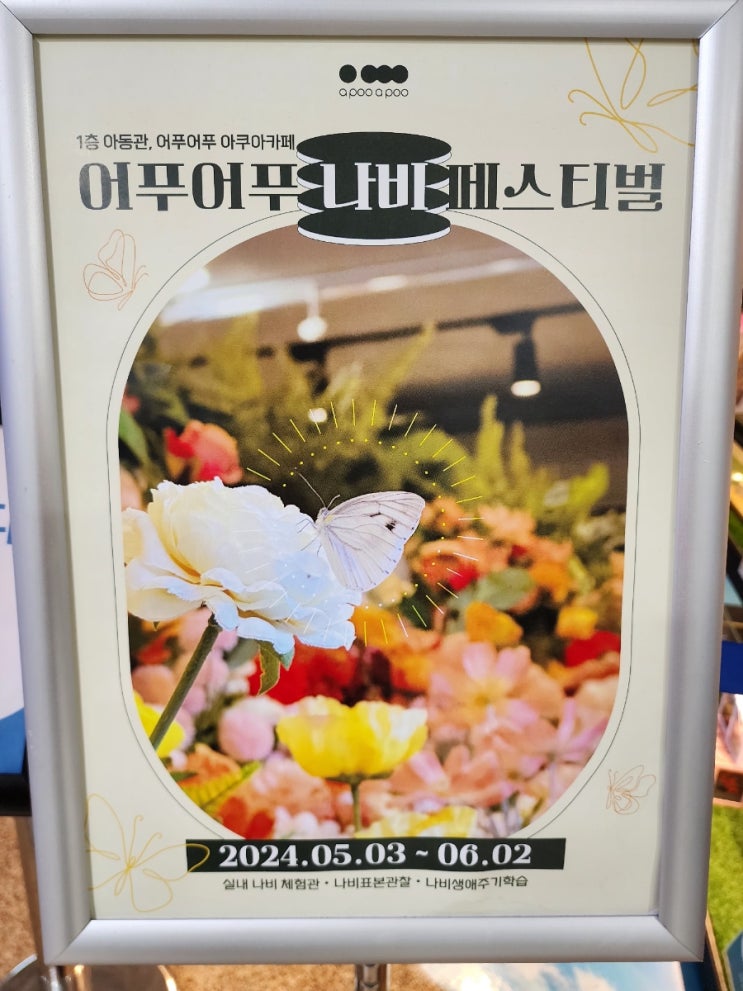 apoo apoo
1층 아동관, 어푸어푸 아쿠아카페
어푸어푸 나비 페스티벌
2024.05.03 ~ 06.02
실내 나비 체험관 • 나비표본관찰 • 나비생애주기학습